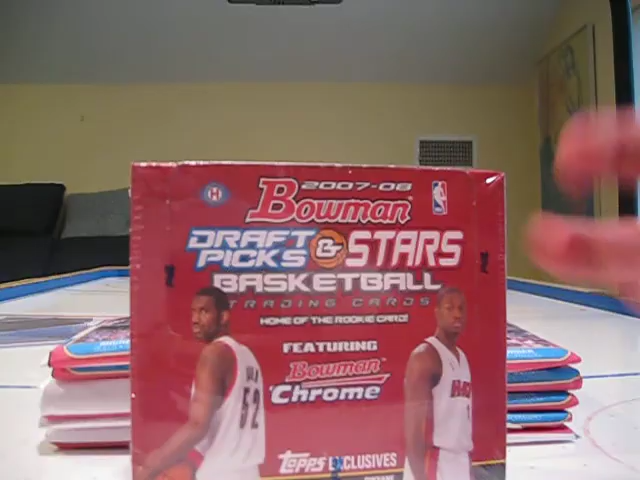 2007-08
H
Bowman
DRAFT PICKS & STARS
BASKETBALL
TRADING CARDS
HOME OF THE ROOKIE CARD!
FEATURING
Bowman
Chrome
52
HEAT
Topps EXCLUSIVES